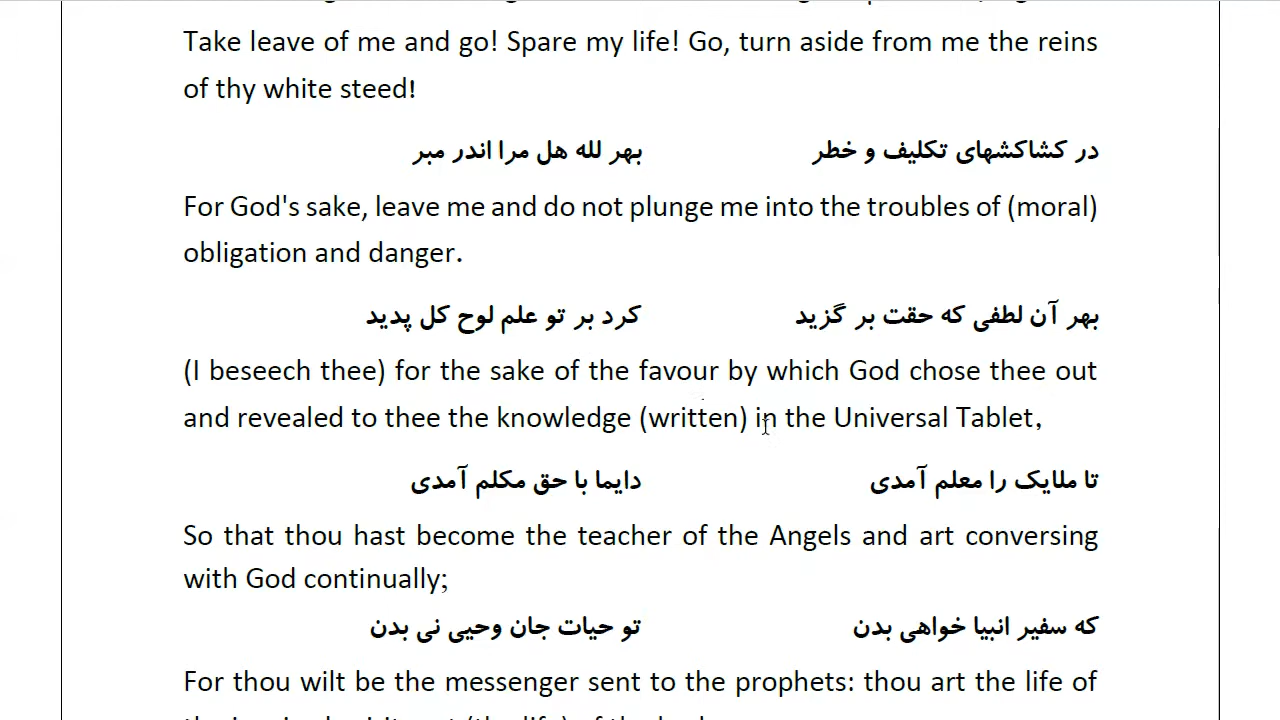 Take leave of me and go! Spare my life! Go, turn aside from me the reins
of thy white steed!
در کشاکشهای تکلیف و خطر بهر لله هل مرا اندر مبر
For God's sake, leave me and do not plunge me into the troubles of (moral)
obligation and danger.
بهر آن لطفی که حقت بر گزید کرد بر تو علم لوح کل پدید
(I beseech thee) for the sake of the favour by which God chose thee out
and revealed to thee the knowledge (written) in the Universal Tablet,
تا ملایک را معلم آمدی دایما با حق مکلم آمدی
So that thou hast become the teacher of the Angels and art conversing
with God continually;
که سفیر انبیا خواهی بدن تو حیات جان وحیی نی بدن
For thou wilt be the messenger sent to the prophets: thou art the life of